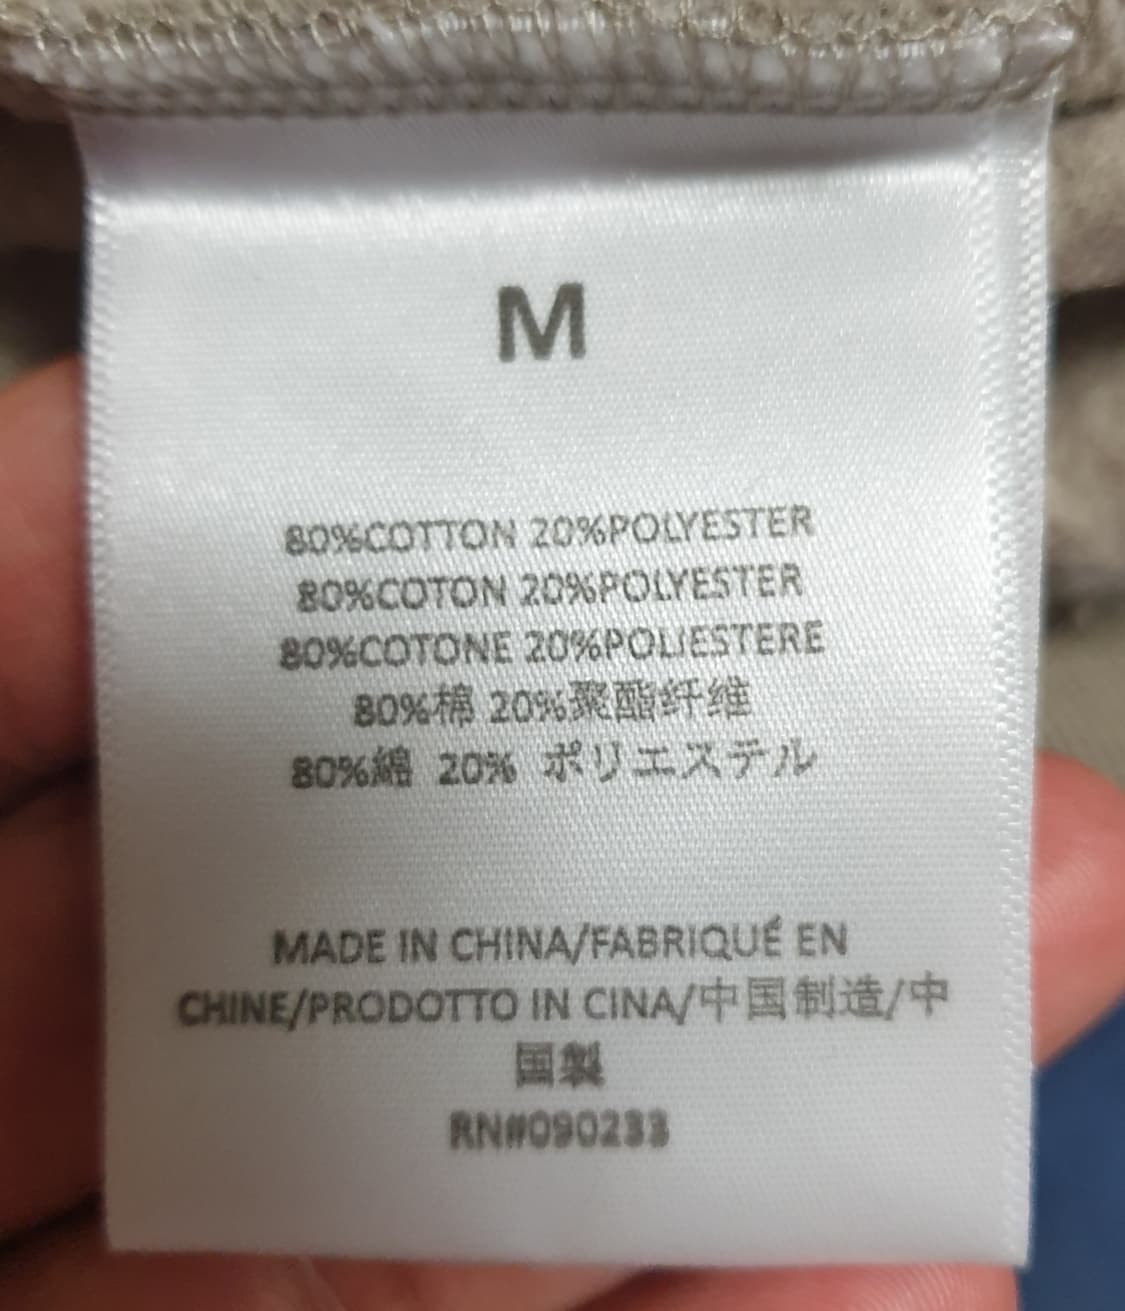 M
80%COTTON 20%POLYESTER
80%COTON 20%POLYESTER
80%COTONE 20%POLIESTERE
80%棉 20%聚酯纤维
80%綿 20% ポリエステル
MADE IN CHINA/FABRIQUÉ EN
CHINE/PRODOTTO IN CINA/中国制造/中
国製
RN#090233